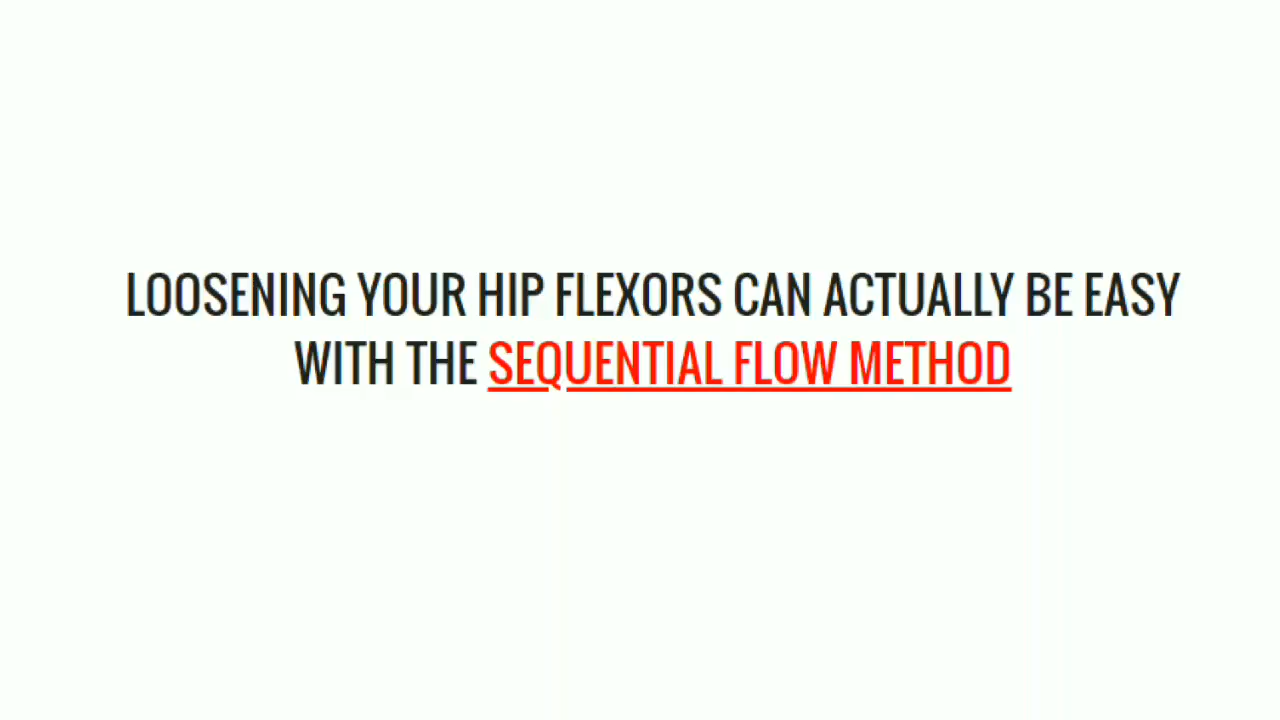 LOOSENING YOUR HIP FLEXORS CAN ACTUALLY BE EASY
WITH THE SEQUENTIAL FLOW METHOD